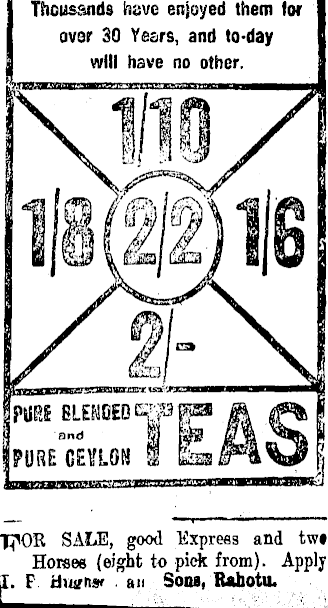 Thousands have enjoyed them for
over 30 Years, and to-day
will have no other.
1/10
1/8 2/2 1/6
2/-
PURE BLENDED
and
PURE CEYLON
TEAS
FOR SALE, good Express and two
Horses (eight to pick from). Apply
Sons, Rahotu.